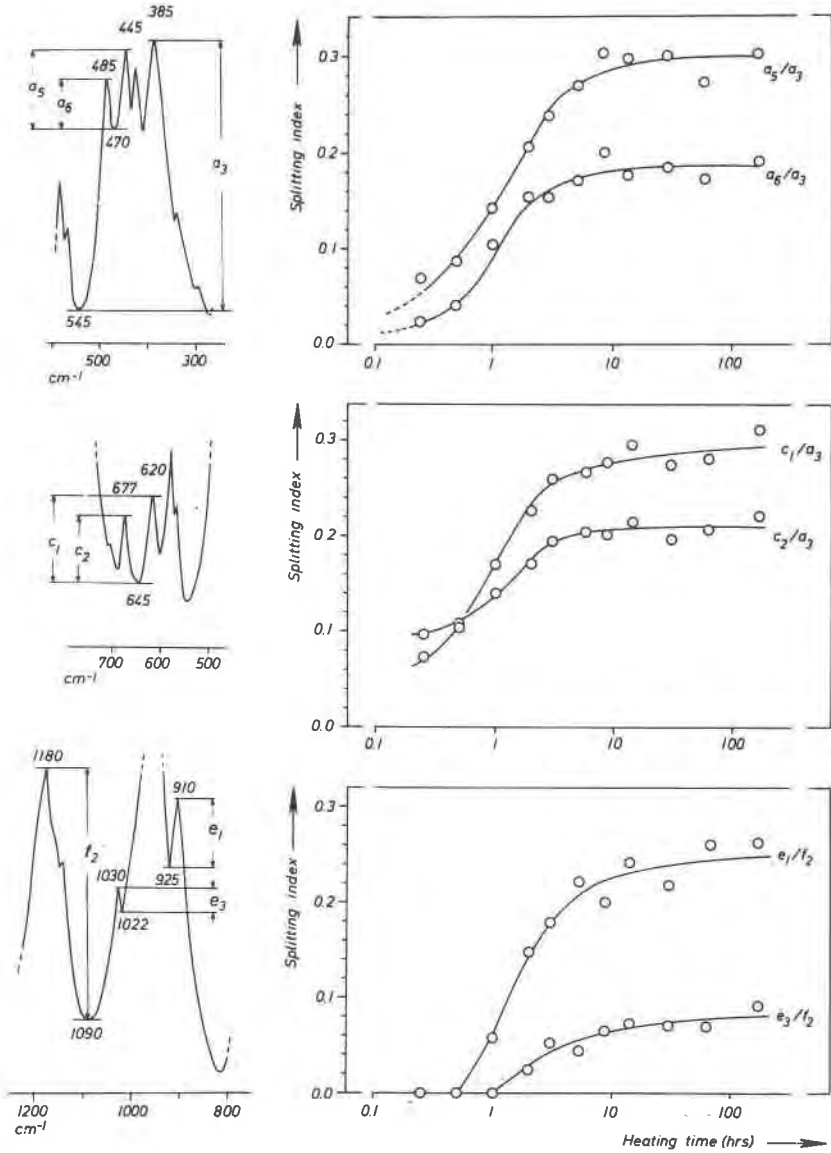 445
385
485
a5
a6
470
a3
545
500
300
cm-1
Splitting index
0.3
0.2
0.1
0.0
0.1
1
10
100
a5/a3
a6/a3
620
677
c1
c2
645
700
600
500
cm-1
Splitting index
0.3
0.2
0.1
0.0
0.1
1
10
100
c1/a3
c2/a3
1180
910
f2
e1
1030
925
e3
1022
1090
1200
1000
800
cm-1
Splitting index
0.3
0.2
0.1
0.0
0.1
1
10
100
e1/f2
e3/f2
Heating time (hrs)